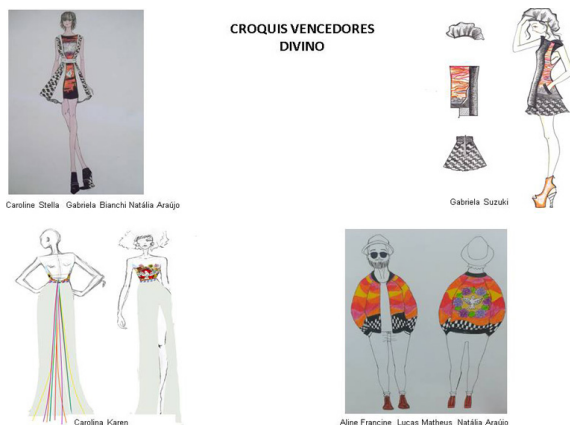 CROQUIS VENCEDORES
DIVINO
Caroline Stella Gabriela Bianchi Natália Araújo
Gabriela Suzuki
Carolina Karen
Aline Francine Lucas Matheus Natália Araújo